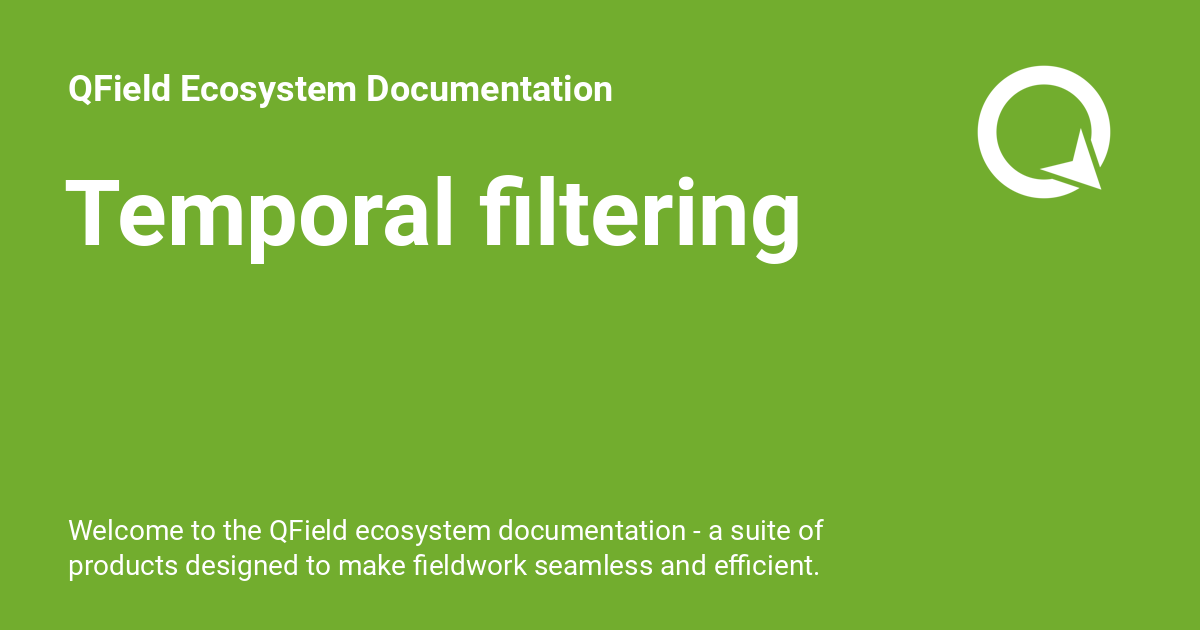 QField Ecosystem Documentation
Temporal filtering
Welcome to the QField ecosystem documentation - a suite of
products designed to make fieldwork seamless and efficient.